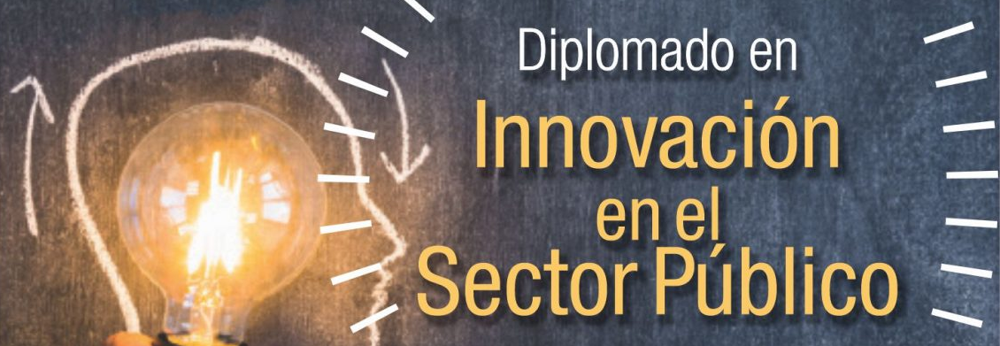 Diplomado en
Innovación
en el
Sector Público